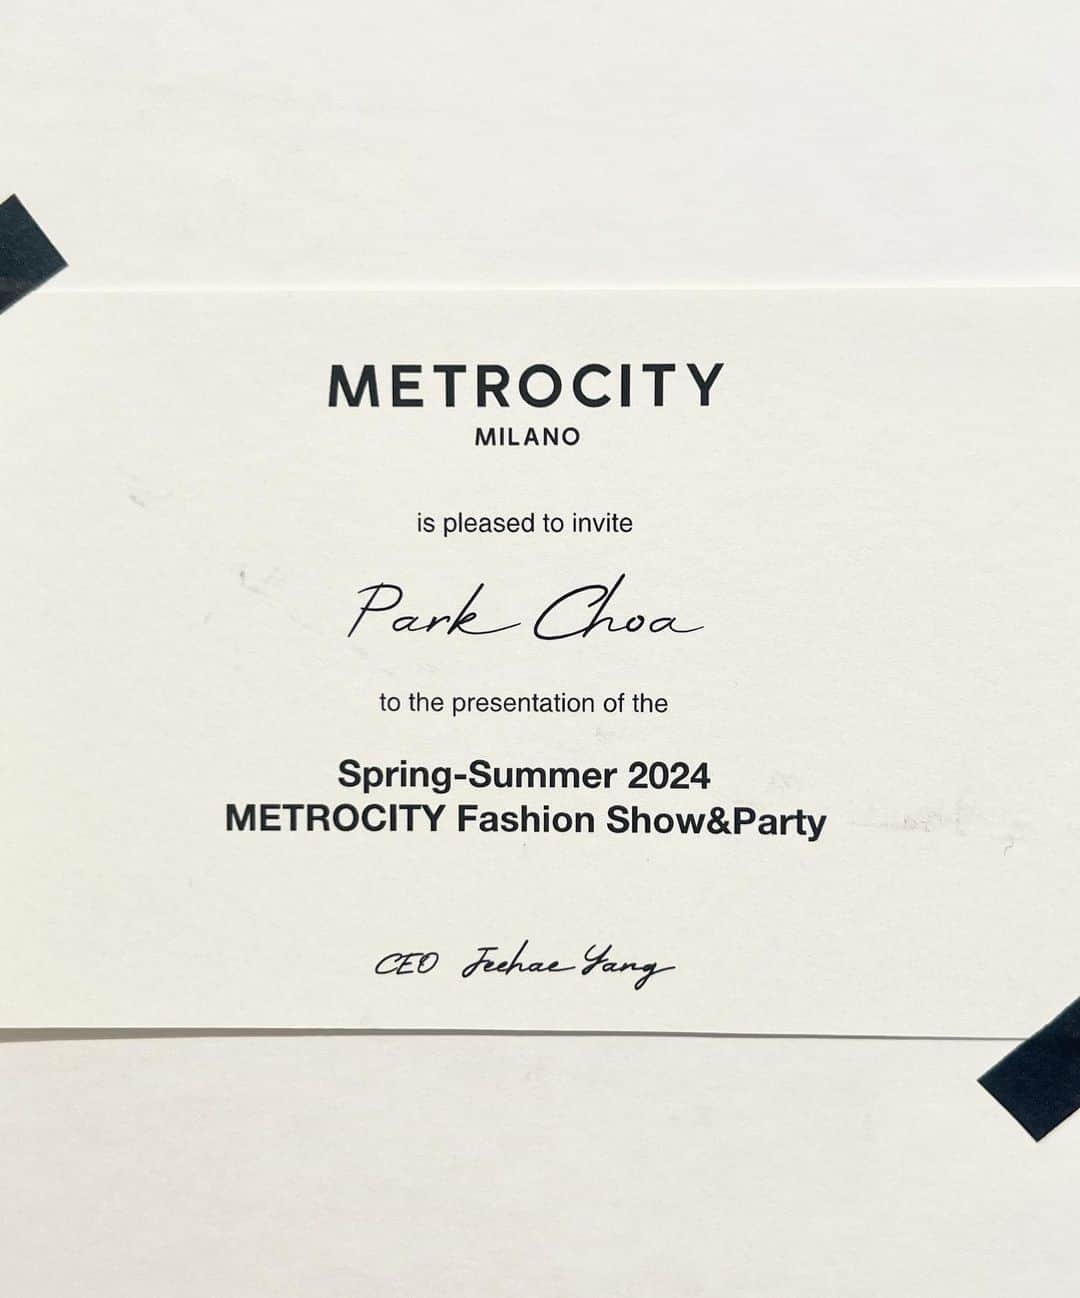 METROCITY
MILANO
is pleased to invite
Park Choa
to the presentation of the
Spring-Summer 2024
METROCITY Fashion Show&Party
CEO Jeehae Yang